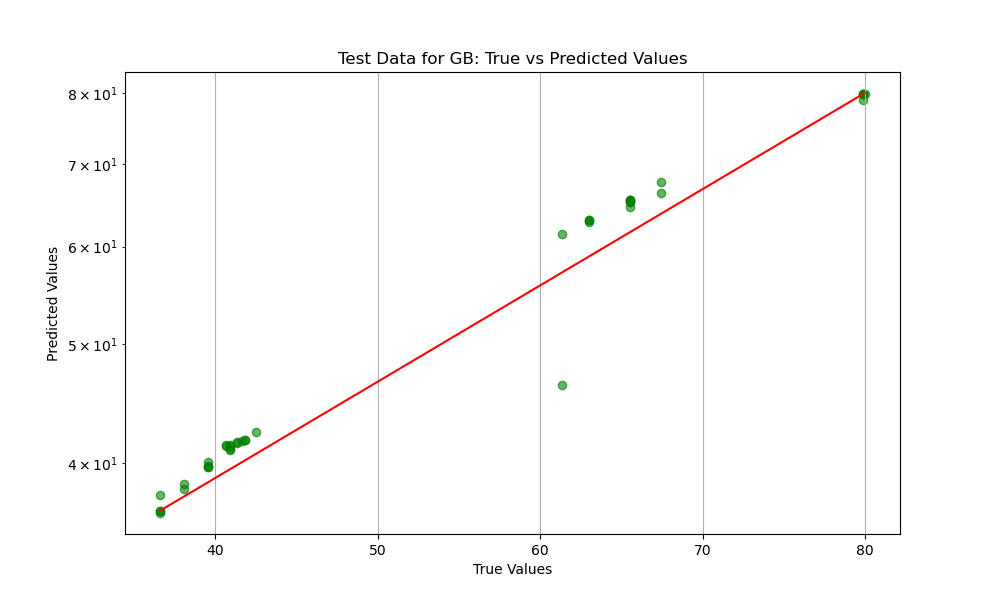 Test Data for GB: True vs Predicted Values
8 × 10¹
7 × 10¹
6 × 10¹
5 × 10¹
4 × 10¹
Predicted Values
40 50 60 70 80
True Values